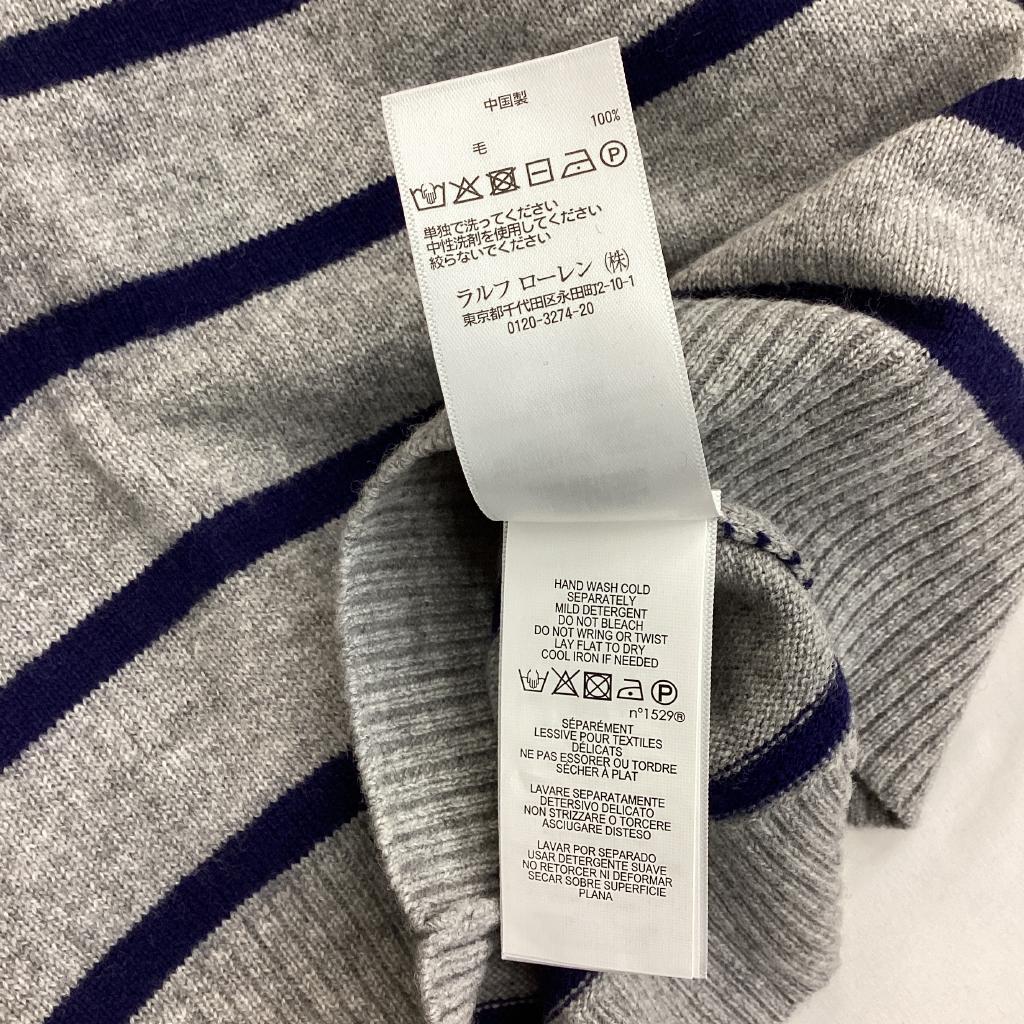 中国製
毛 100%
P
単独で洗ってください
中性洗剤を使用してください
絞らないでください
ラルフ ローレン (株)
東京都千代田区永田町2-10-1
0120-3274-20
HAND WASH COLD
SEPARATELY
MILD DETERGENT
DO NOT BLEACH
DO NOT WRING OR TWIST
LAY FLAT TO DRY
COOL IRON IF NEEDED
P
n°1529®
SÉPARÉMENT
LESSIVE POUR TEXTILES
DÉLICATS
NE PAS ESSORER OU TORDRE
SÉCHER À PLAT
LAVARE SEPARATAMENTE
DETERSIVO DELICATO
NON STRIZZARE O TORCERE
ASCIUGARE DISTESO
LAVAR POR SEPARADO
USAR DETERGENTE SUAVE
NO RETORCER NI DEFORMAR
SECAR SOBRE SUPERFICIE
PLANA